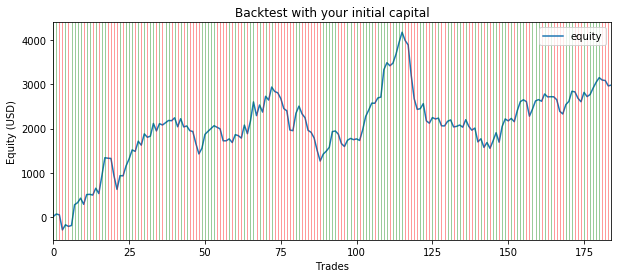 Backtest with your initial capital
equity
Equity (USD)
4000
3000
2000
1000
0
0 25 50 75 100 125 150 175
Trades